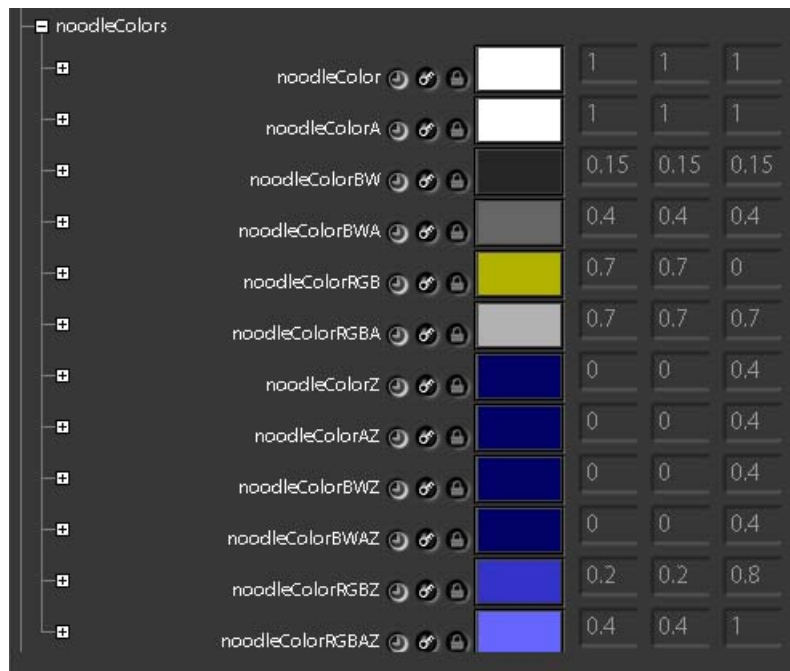 noodleColors
noodleColor 1 1 1
noodleColorA 1 1 1
noodleColorBW 0.15 0.15 0.15
noodleColorBWA 0.4 0.4 0.4
noodleColorRGB 0.7 0.7 0
noodleColorRGBA 0.7 0.7 0.7
noodleColorZ 0 0 0.4
noodleColorAZ 0 0 0.4
noodleColorBWZ 0 0 0.4
noodleColorBWAZ 0 0 0.4
noodleColorRGBZ 0.2 0.2 0.8
noodleColorRGBAZ 0.4 0.4 1